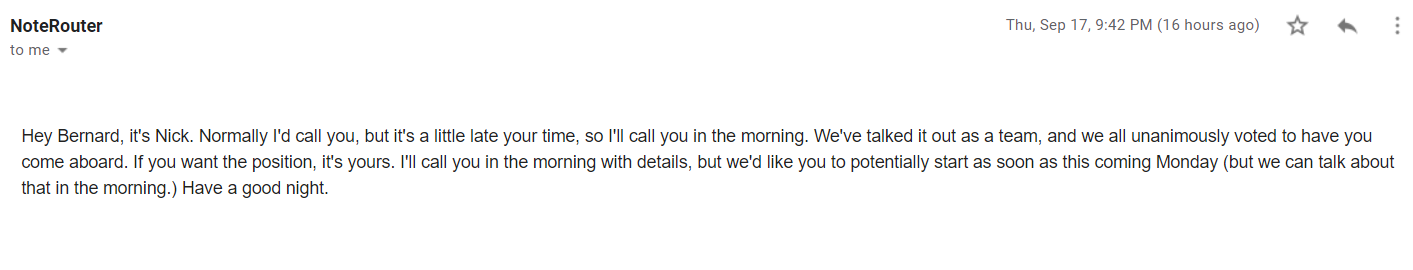 NoteRouter
Thu, Sep 17, 9:42 PM (16 hours ago)
to me
Hey Bernard, it's Nick. Normally I'd call you, but it's a little late your time, so I'll call you in the morning. We've talked it out as a team, and we all unanimously voted to have you
come aboard. If you want the position, it's yours. I'll call you in the morning with details, but we'd like you to potentially start as soon as this coming Monday (but we can talk about
that in the morning.) Have a good night.